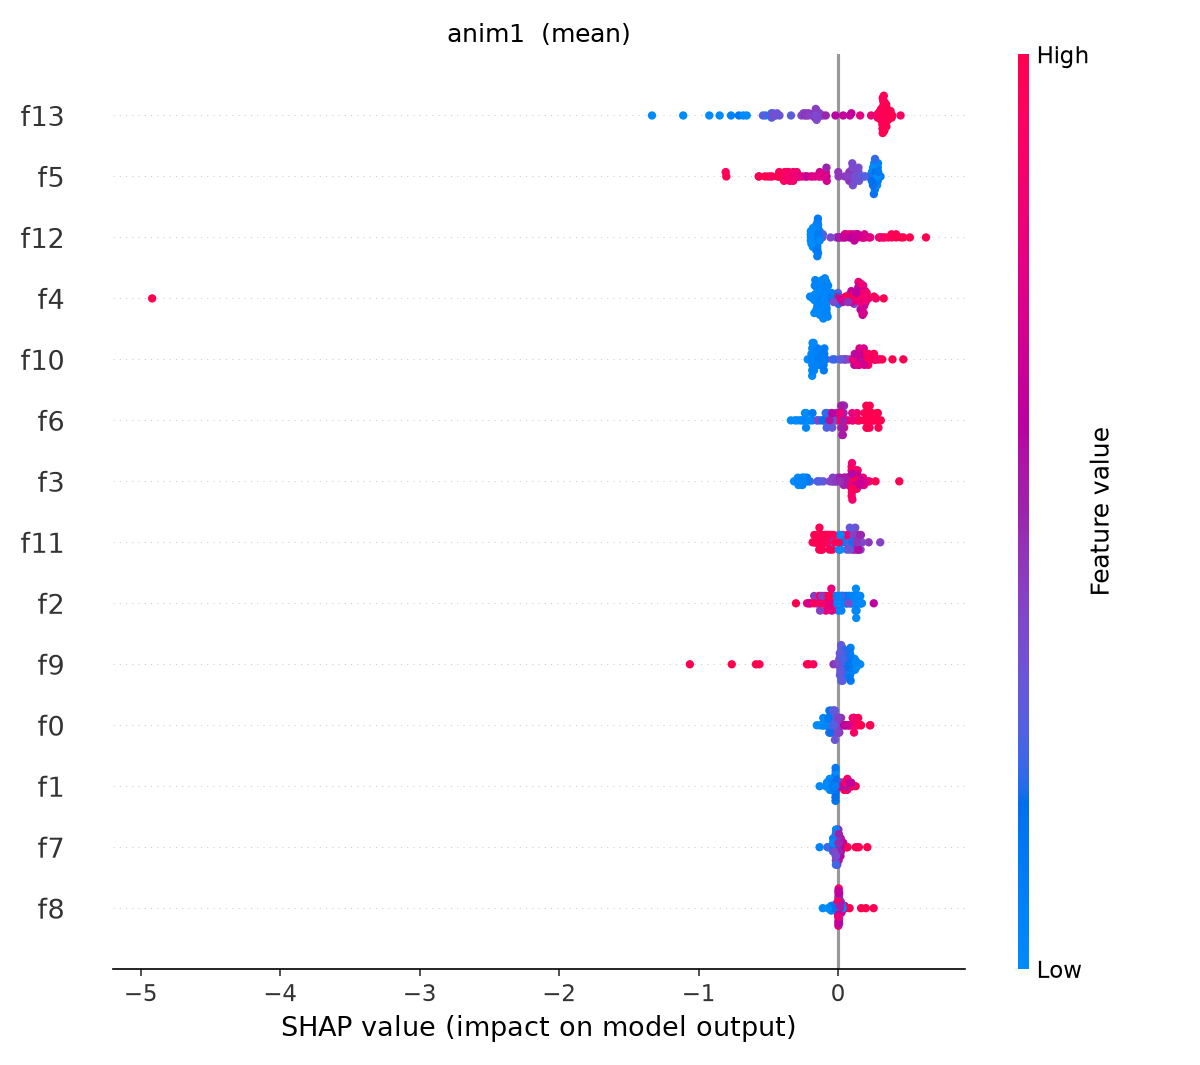 anim1 (mean)
High
f13
f5
f12
f4
f10
f6
f3
f11
f2
f9
f0
f1
f7
f8
Feature value
Low
−5 −4 −3 −2 −1 0
SHAP value (impact on model output)